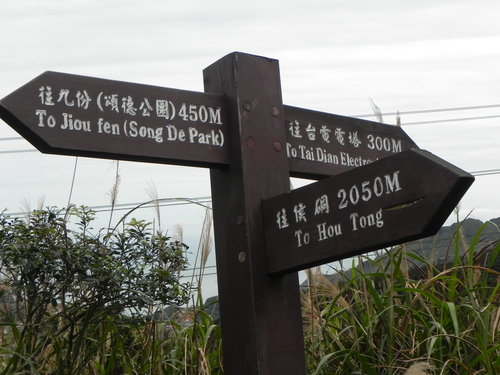 往九份(頌德公園)450M
To Jiou fen (Song De Park)
往台電電塔 300M
To Tai Dian Electro
往侯硐 2050M
To Hou Tong